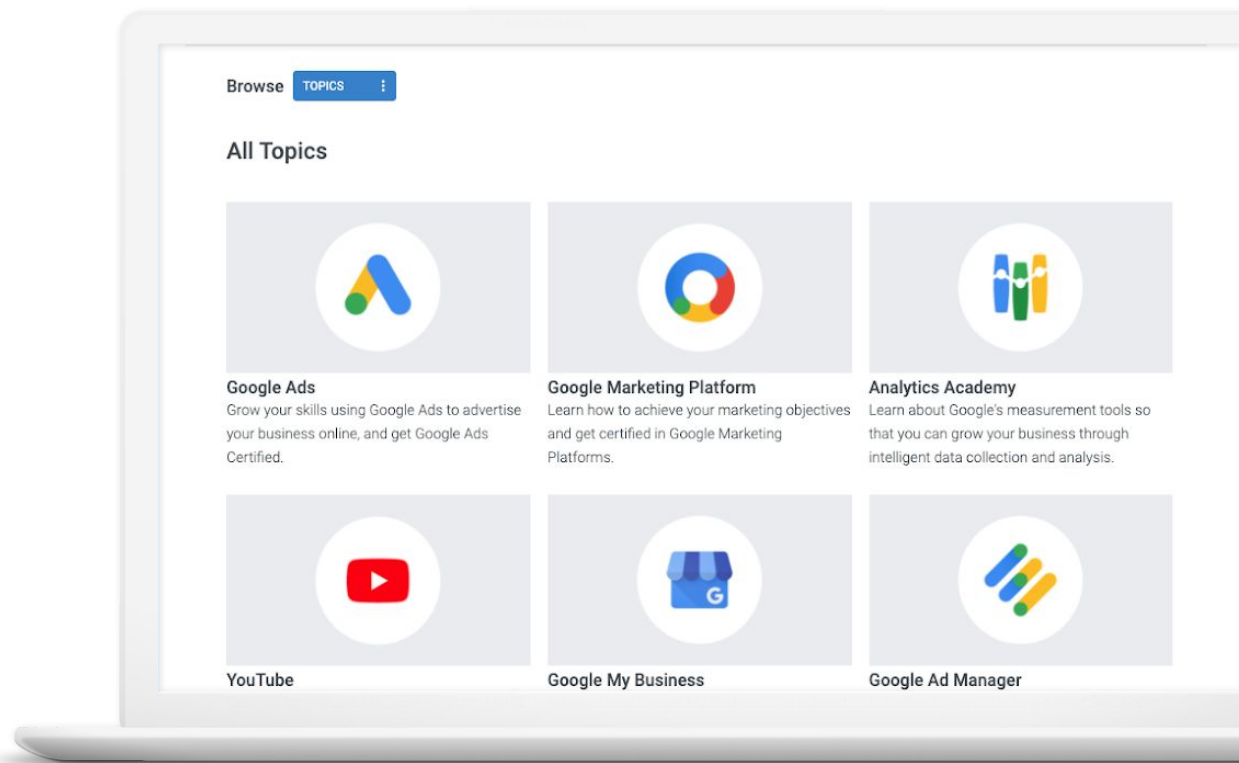 Browse
TOPICS
All Topics
Google Ads
Grow your skills using Google Ads to advertise
your business online, and get Google Ads
Certified.
Google Marketing Platform
Learn how to achieve your marketing objectives
and get certified in Google Marketing
Platforms.
Analytics Academy
Learn about Google's measurement tools so
that you can grow your business through
intelligent data collection and analysis.
YouTube
G
Google My Business
Google Ad Manager